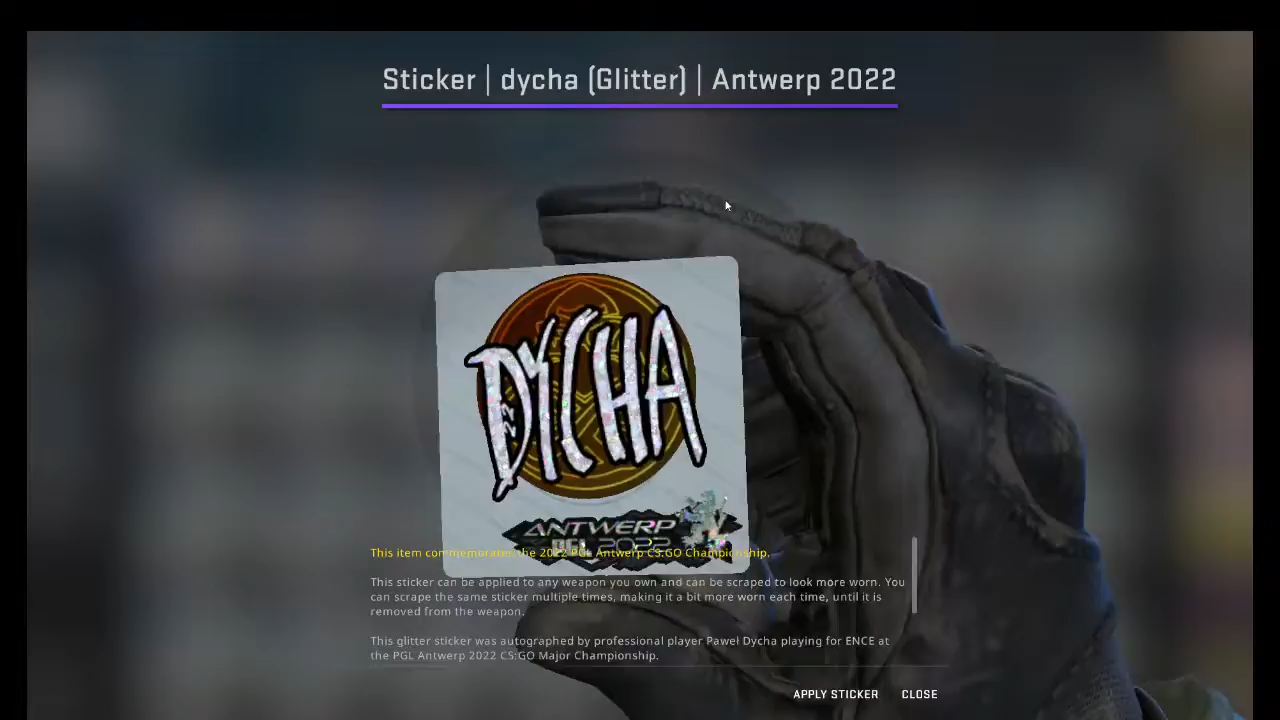 Sticker | dycha (Glitter) | Antwerp 2022
DYCHA
ANTWERP
PGL 2022
This item commemorates the 2022 PGL Antwerp CS:GO Championship.
This sticker can be applied to any weapon you own and can be scraped to look more worn. You
can scrape the same sticker multiple times, making it a bit more worn each time, until it is
removed from the weapon.
This glitter sticker was autographed by professional player Paweł Dycha playing for ENCE at
the PGL Antwerp 2022 CS:GO Major Championship.
APPLY STICKER CLOSE